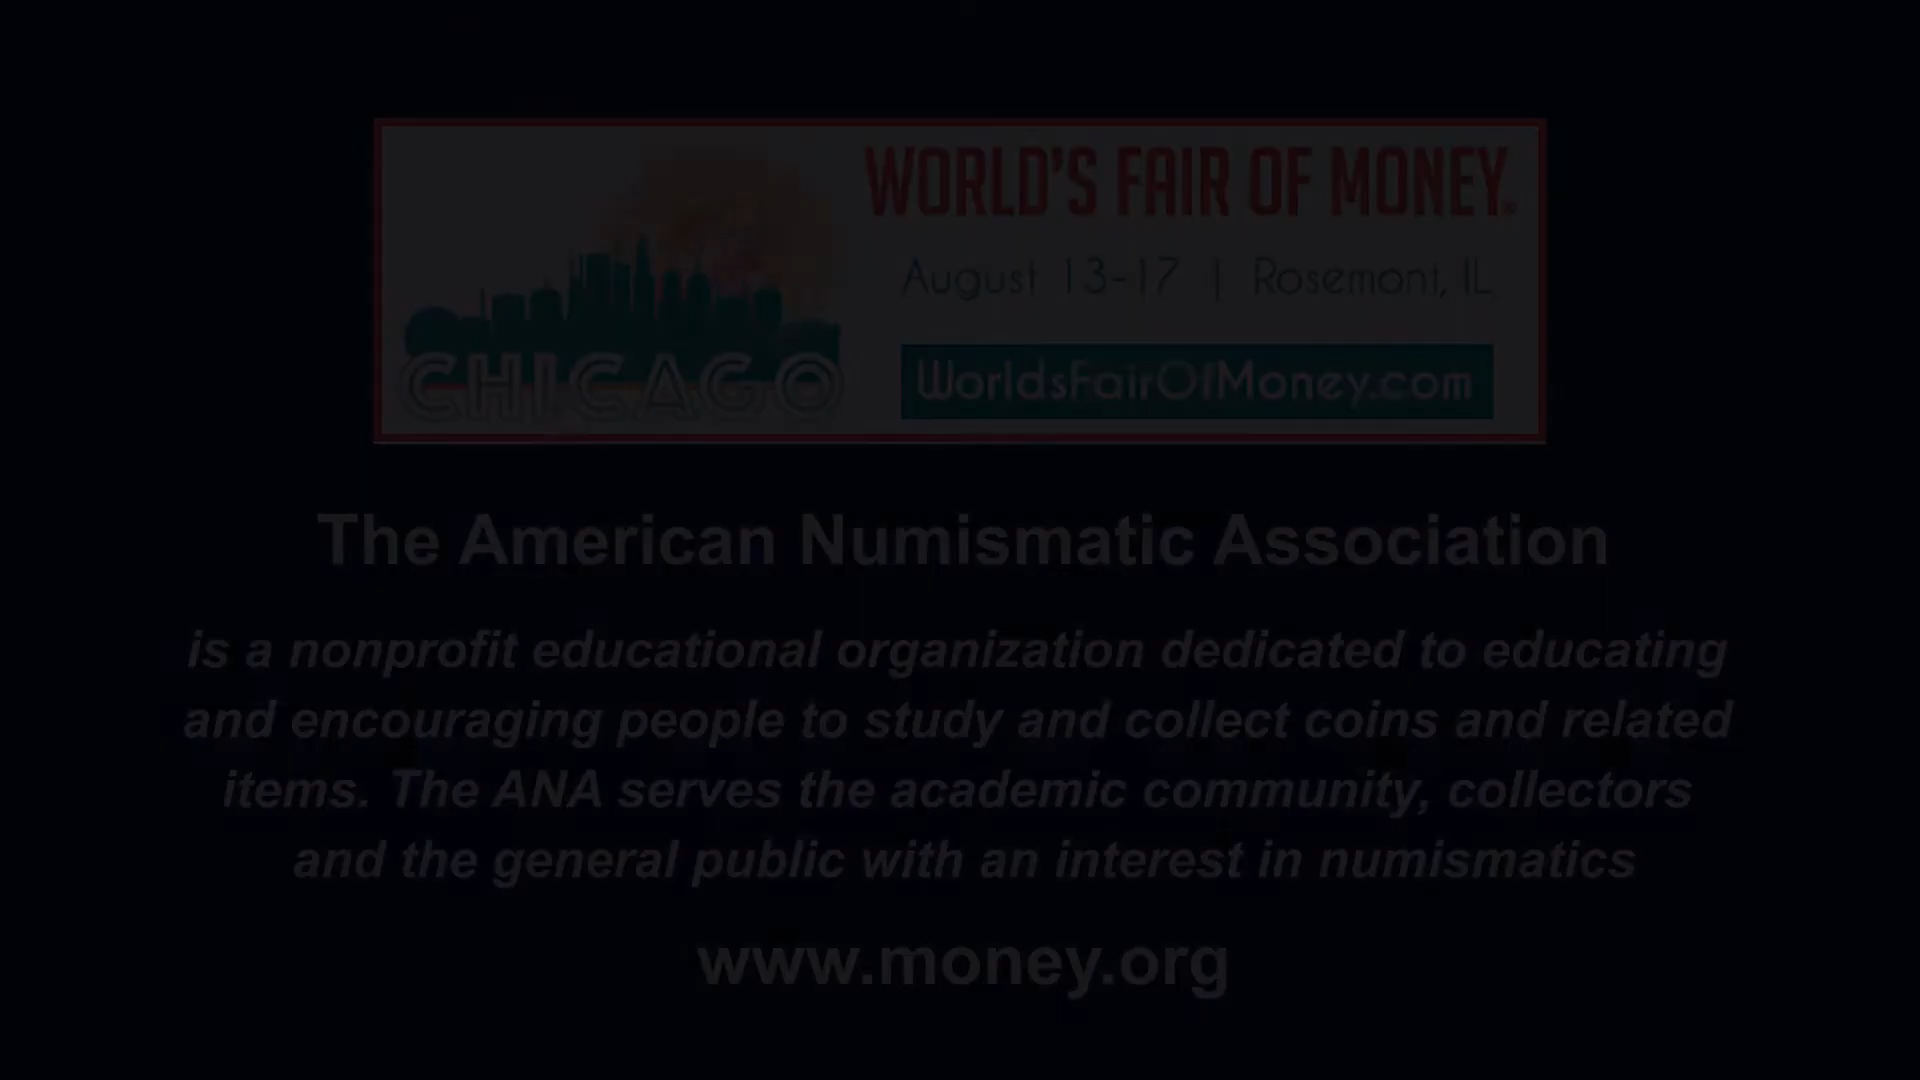 WORLD'S FAIR OF MONEY.
August 13-17 | Rosemont, IL
CHICAGO
WorldsFairOfMoney.com
The American Numismatic Association
is a nonprofit educational organization dedicated to educating
and encouraging people to study and collect coins and related
items. The ANA serves the academic community, collectors
and the general public with an interest in numismatics
www.money.org